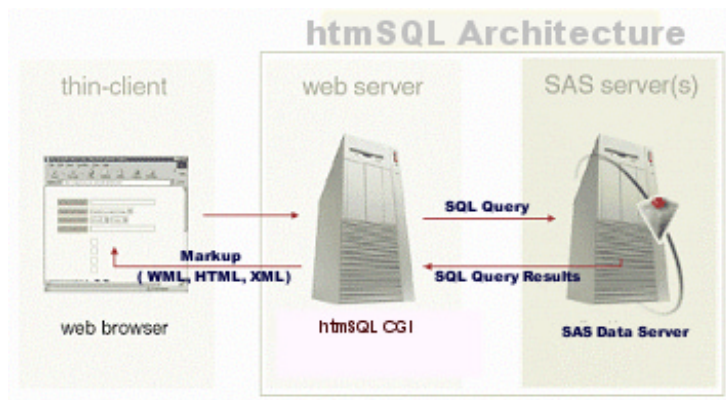 htmSQL Architecture
thin-client
web server
SAS server(s)
SQL Query
Markup
( WML, HTML, XML)
SQL Query Results
web browser
htmSQL CGI
SAS Data Server